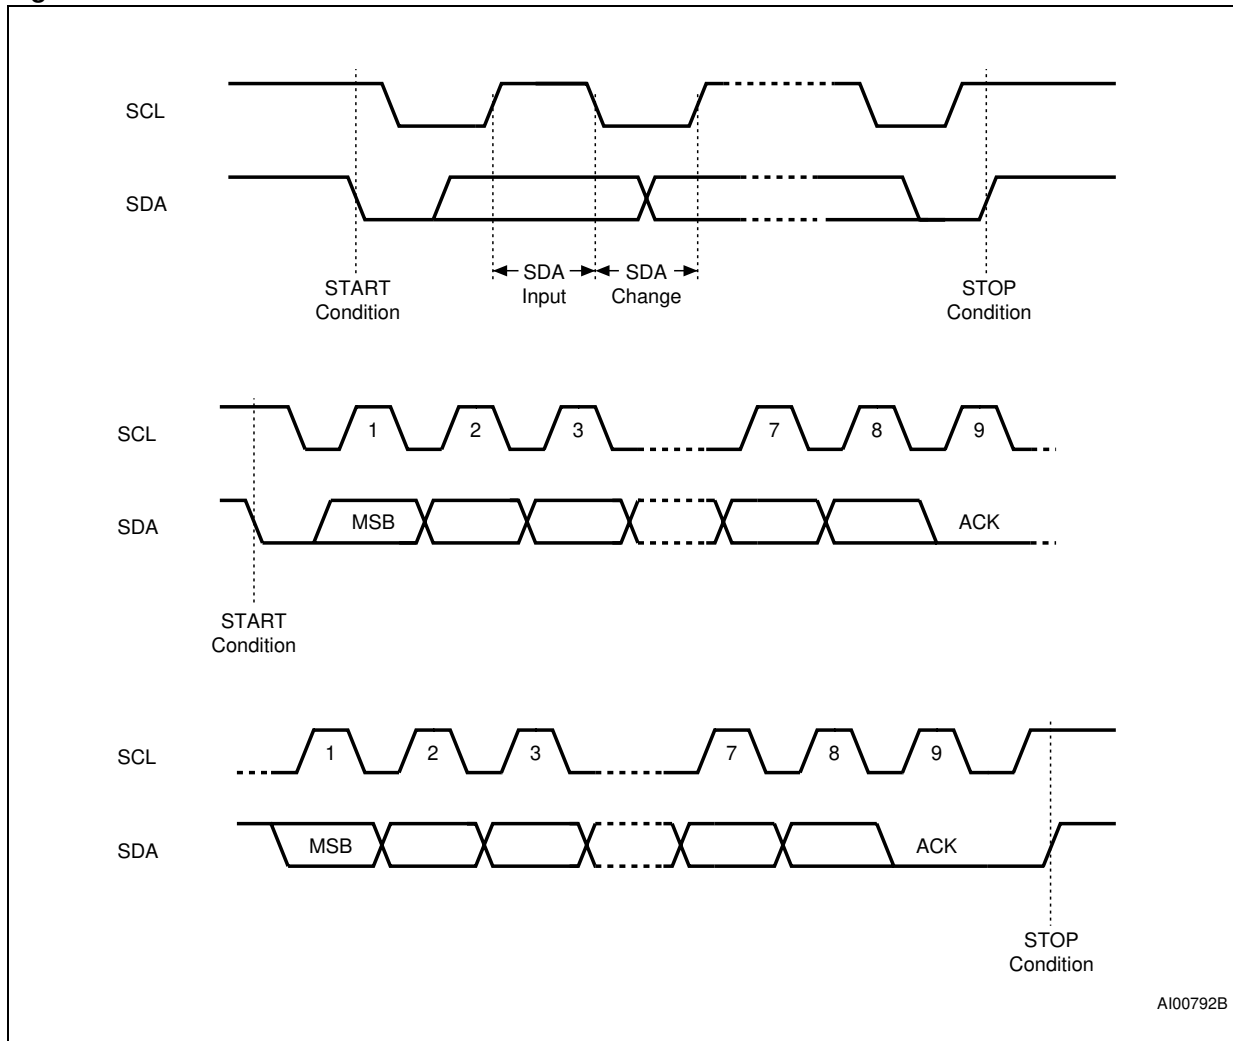 SCL
SDA
SDA
Input
SDA
Change
START
Condition
STOP
Condition
SCL
1 2 3 7 8 9
SDA
MSB
ACK
START
Condition
SCL
1 2 3 7 8 9
SDA
MSB
ACK
STOP
Condition
AI00792B